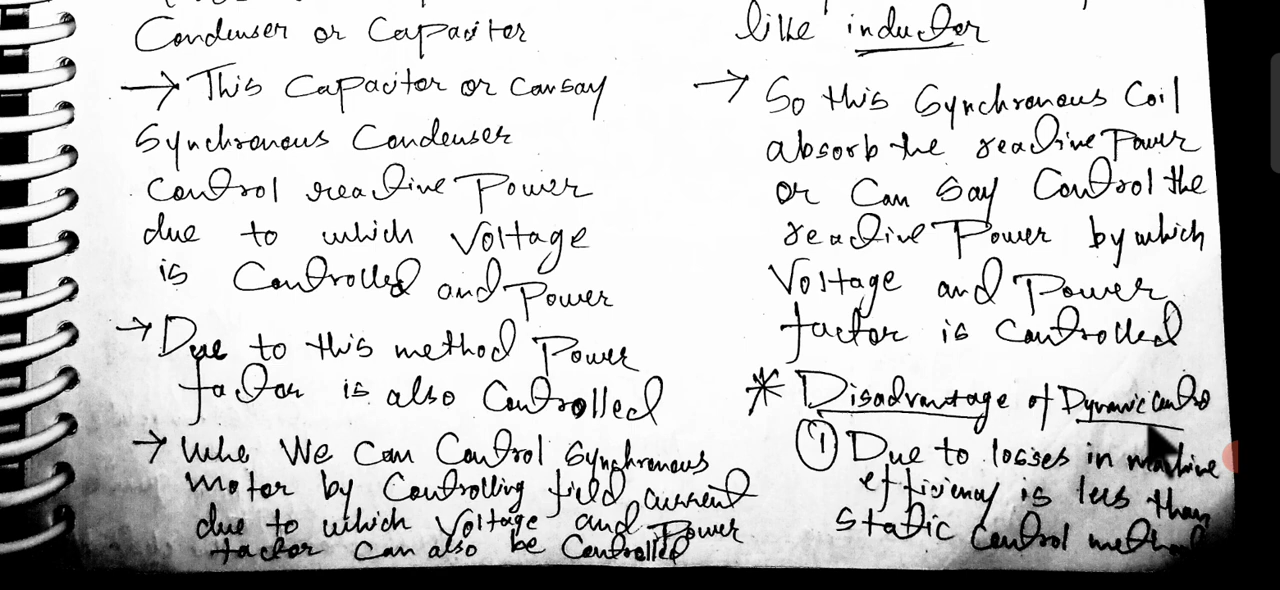 Condenser or Capacitor
→ This Capacitor or can say
Synchronous Condenser
Control reactive Power
due to which Voltage
is Controlled and Power
→ Due to this method Power
factor is also Controlled
→ We Can Control Synchronous
motor by Controlling field current
due to which Voltage and Power
factor can also be Controlled
like inductor
→ So this Synchronous Coil
absorb the reactive Power
or Can Say Control the
reactive Power by which
Voltage and Power
factor is Controlled
* Disadvantage of Dynamic
① Due to losses in machine
efficiency is less than
Static Control